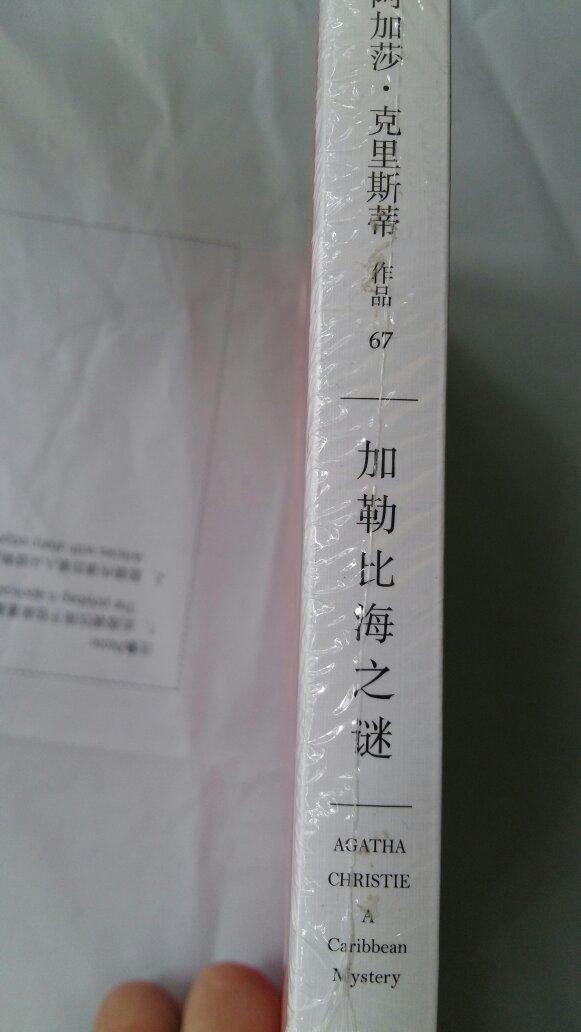 阿加莎·克里斯蒂
作品
67
加勒比海之谜
AGATHA
CHRISTIE
A
Caribbean
Mystery